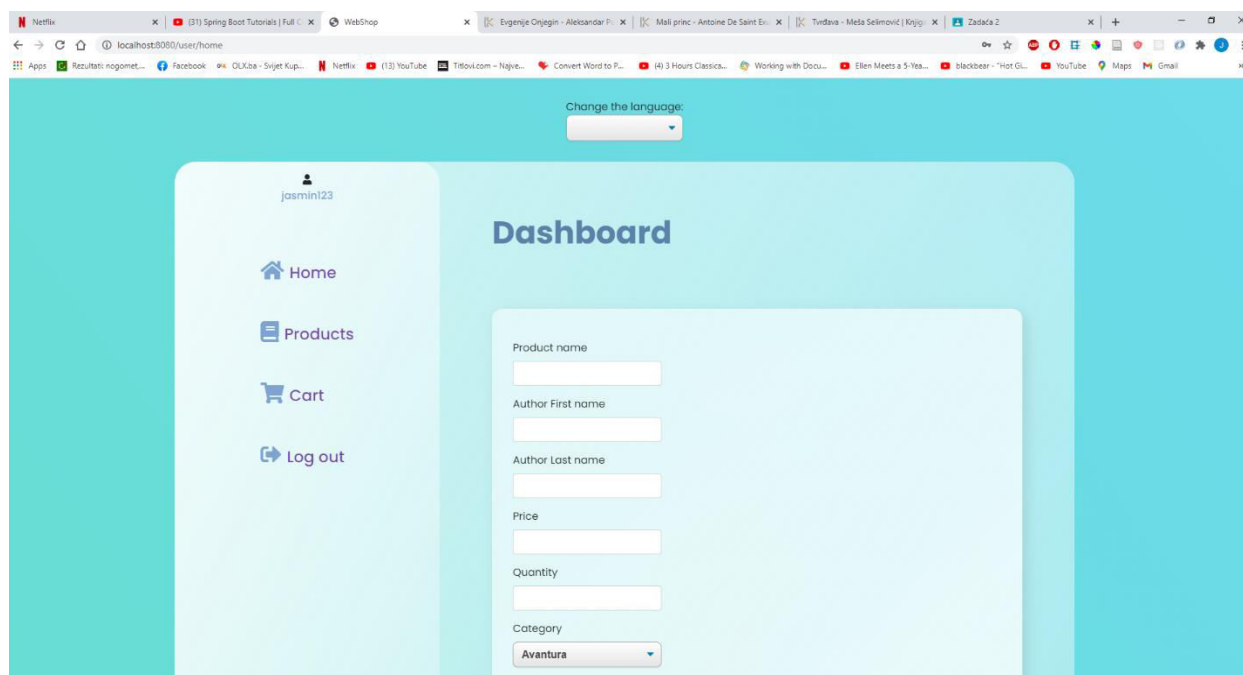 Netflix
(31) Spring Boot Tutorials | Full C
WebShop
Evgenije Onjegin - Aleksandar Pu
Mali princ - Antoine De Saint Exu
Tvrđava - Meša Selimović | Knjiga
Zadaća 2
localhost:8080/user/home
Apps
Rezultati: nogomet,...
Facebook
OLX.ba - Svijet Kup...
Netflix
(13) YouTube
Titlovi.com – Najve...
Convert Word to P...
(4) 3 Hours Classica...
Working with Docu...
Ellen Meets a 5-Yea...
blackbear - "Hot Gi...
YouTube
Maps
Gmail
Change the language:
jasmin123
Home
Products
Cart
Log out
Dashboard
Product name
Author First name
Author Last name
Price
Quantity
Category
Avantura